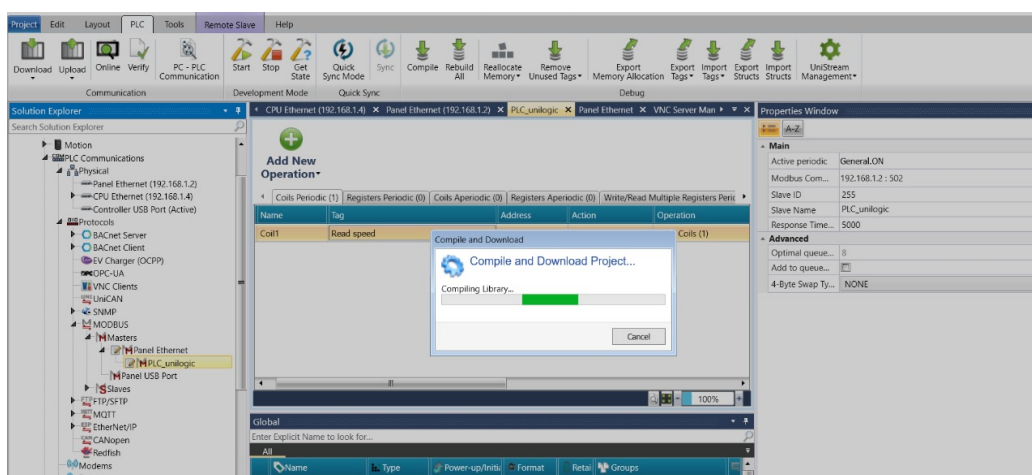 Project Edit Layout PLC Tools Remote Slave Help
Download Upload Online Verify PC - PLC Communication Start Stop Get State Quick Sync Mode Sync Compile Rebuild All Reallocate Memory Remove Unused Tags Export Memory Allocation Export Tags Import Tags Export Structs Import Structs UniStream Management
Communication Development Mode Quick Sync Debug
Solution Explorer
Search Solution Explorer
Motion
PLC Communications
Physical
Panel Ethernet (192.168.1.2)
CPU Ethernet (192.168.1.4)
Controller USB Port (Active)
Protocols
BACnet Server
BACnet Client
EV Charger (OCPP)
OPC-UA
VNC Clients
UniCAN
SNMP
MODBUS
Masters
Panel Ethernet
PLC_unilogic
Panel USB Port
Slaves
FTP/SFTP
MQTT
EtherNet/IP
CANopen
Redfish
Modems
CPU Ethernet (192.168.1.4) Panel Ethernet (192.168.1.2) PLC_unilogic Panel Ethernet VNC Server Man
Add New
Operation
Coils Periodic (1) Registers Periodic (0) Coils Aperiodic (0) Registers Aperiodic (0) Write/Read Multiple Registers Peric
Name Tag Address Action Operation
Coil1 Read speed Coils (1)
Compile and Download
Compile and Download Project...
Compiling Library...
Cancel
100%
Global
Enter Explicit Name to look for...
All
Name Type Power-up/Initi Format Retai Groups
Properties Window
A-Z
Main
Active periodic General.ON
Modbus Com... 192.168.1.2 : 502
Slave ID 255
Slave Name PLC_unilogic
Response Time... 5000
Advanced
Optimal queue... 8
Add to queue...
4-Byte Swap Ty... NONE